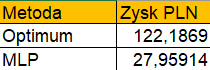 Metoda Zysk PLN
Optimum 122,1869
MLP 27,95914